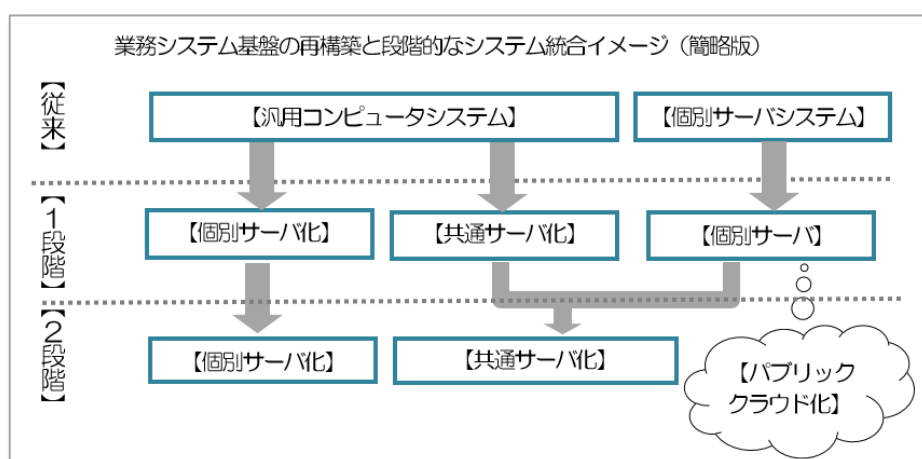 業務システム基盤の再構築と段階的なシステム統合イメージ（簡略版）
【従来】
【汎用コンピュータシステム】
【個別サーバシステム】
【１段階】
【個別サーバ化】
【共通サーバ化】
【個別サーバ】
【２段階】
【個別サーバ化】
【共通サーバ化】
【パブリック
クラウド化】